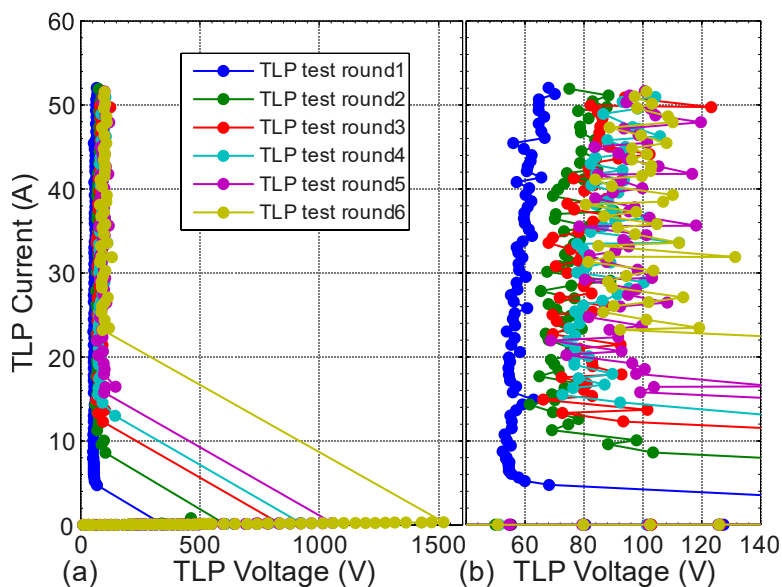 60
50
40
30
20
10
0
TLP Current (A)
TLP test round1
TLP test round2
TLP test round3
TLP test round4
TLP test round5
TLP test round6
0 500 1000 1500
60 80 100 120 140
(a) TLP Voltage (V)
(b) TLP Voltage (V)